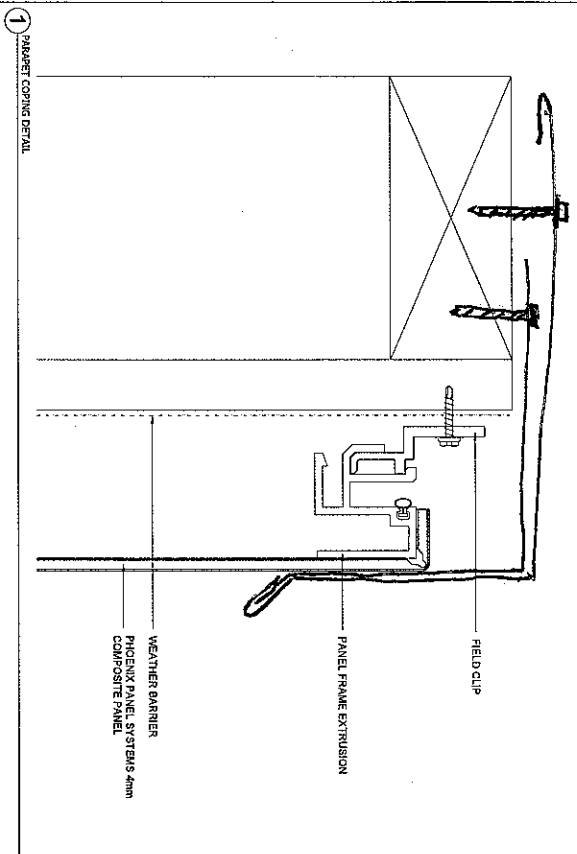 FIELD CLIP
PANEL FRAME EXTRUSION
WEATHER BARRIER
PHOENIX PANEL SYSTEMS 4mm
COMPOSITE PANEL
1
PARAPET COPING DETAIL